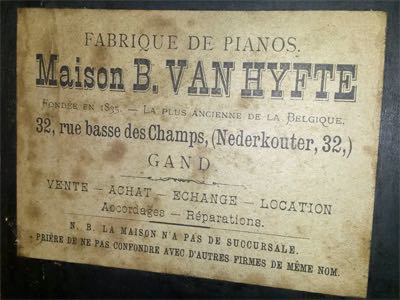 FABRIQUE DE PIANOS.
Maison B. VAN HYFTE
FONDÉE EN 1835. — LA PLUS ANCIENNE DE LA BELGIQUE.
32, rue basse des Champs, (Nederkouter, 32,)
GAND
VENTE — ACHAT — ECHANGE — LOCATION
Accordages — Réparations.
N. B. LA MAISON N'A PAS DE SUCCURSALE.
PRIÈRE DE NE PAS CONFONDRE AVEC D'AUTRES FIRMES DE MÊME NOM.